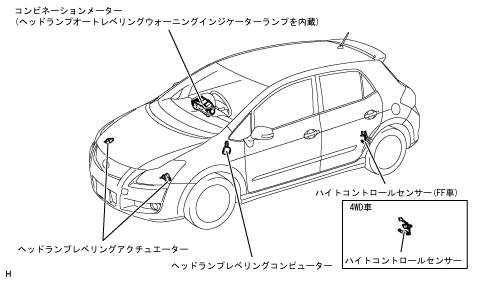 コンビネーションメーター
(ヘッドランプオートレベリングウォーニングインジケーターランプを内蔵)
ハイトコントロールセンサー(FF車)
4WD車
ハイトコントロールセンサー
ヘッドランプレベリングアクチュエーター
ヘッドランプレベリングコンピューター
H